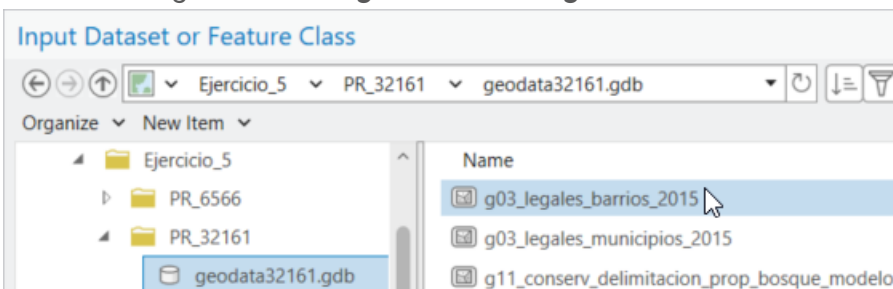 Input Dataset or Feature Class
Ejercicio_5 PR_32161 geodata32161.gdb
Organize New Item
Ejercicio_5
Name
PR_6566
g03_legales_barrios_2015
PR_32161
g03_legales_municipios_2015
geodata32161.gdb
g11_conserv_delimitacion_prop_bosque_modelo